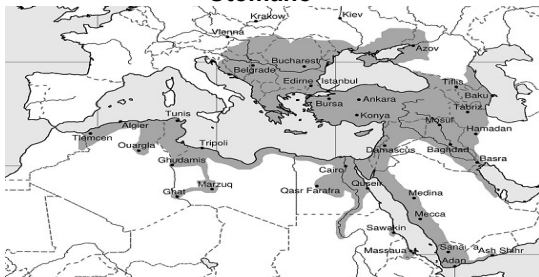 Krakow
Kiev
Vienna
Azov
Bucharest
Belgrade
Edirne
Istanbul
Bursa
Ankara
Konya
Tiflis
Baku
Tabriz
Mosul
Hamadan
Algier
Tunis
Tlemcen
Ouargla
Tripoli
Ghudamis
Damascus
Baghdad
Basra
Cairo
Ghat
Marzuq
Qasr Farafra
Quseir
Medina
Mecca
Sawakin
Massaua
Sanā'a
Ash Shihr
Adan